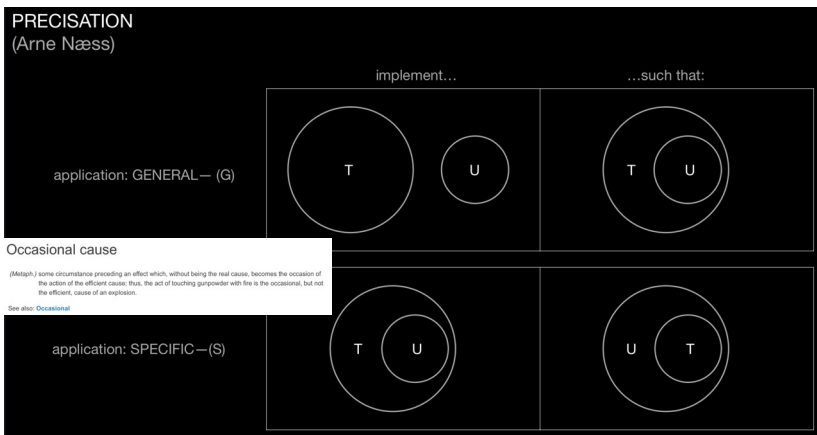 PRECISATION
(Arne Næss)
implement…
…such that:
application: GENERAL— (G)
T
U
T
U
Occasional cause
(Metaph.) some circumstance preceding an effect which, without being the real cause, becomes the occasion of
the action of the efficient cause; thus, the act of touching gunpowder with fire is the occasional, but not
the efficient, cause of an explosion.
See also: Occasional
application: SPECIFIC—(S)
T
U
U
T